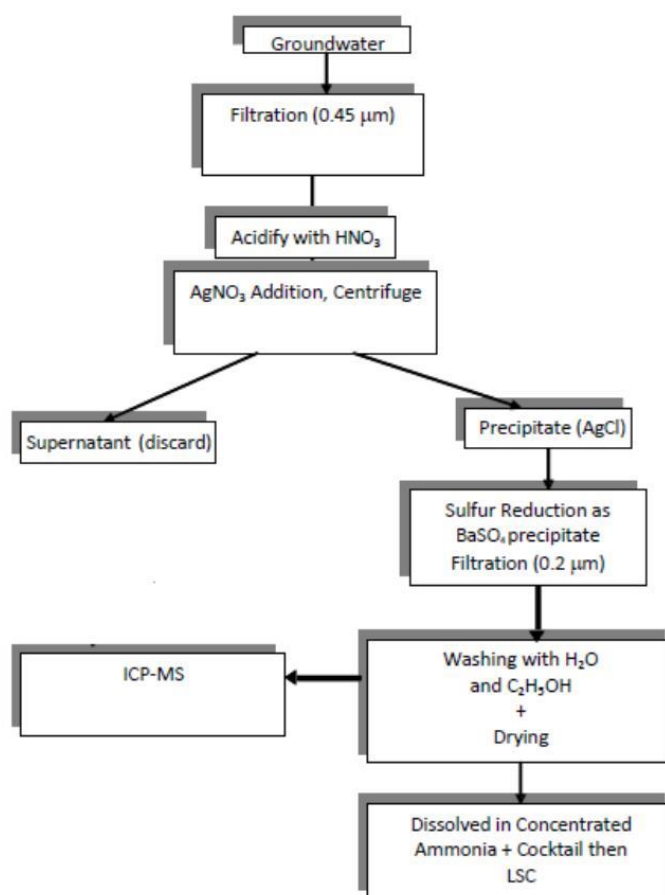 Groundwater
Filtration (0.45 µm)
Acidify with HNO₃
AgNO₃ Addition, Centrifuge
Supernatant (discard)
Precipitate (AgCl)
Sulfur Reduction as
BaSO₄ precipitate
Filtration (0.2 µm)
ICP-MS
Washing with H₂O
and C₂H₅OH
+
Drying
Dissolved in Concentrated
Ammonia + Cocktail then
LSC